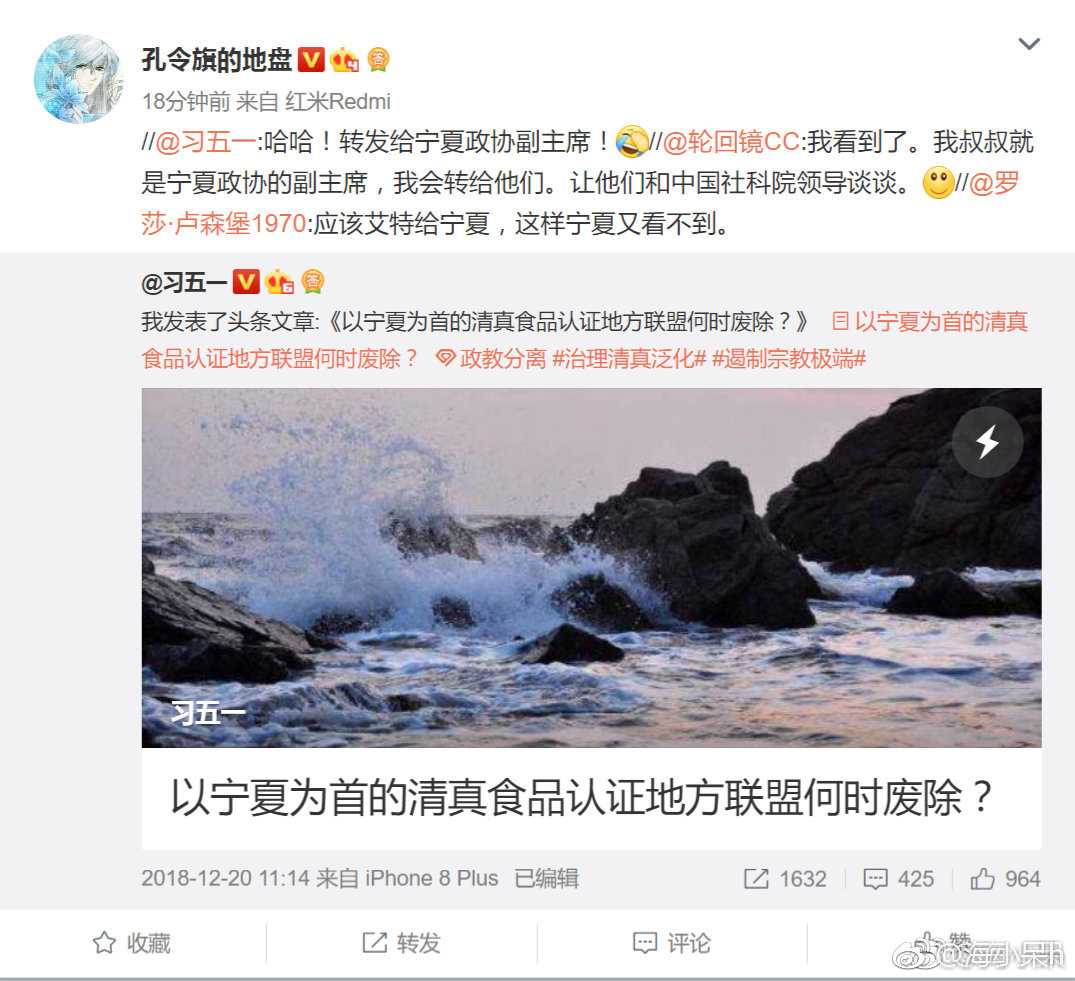 孔令旗的地盘
18分钟前 来自 红米Redmi
//@习五一:哈哈！转发给宁夏政协副主席！//@轮回镜CC:我看到了。我叔叔就
是宁夏政协的副主席，我会转给他们。让他们和中国社科院领导谈谈。//@罗
莎·卢森堡1970:应该艾特给宁夏，这样宁夏又看不到。
@习五一
我发表了头条文章:《以宁夏为首的清真食品认证地方联盟何时废除？》 以宁夏为首的清真
食品认证地方联盟何时废除？ 政教分离 #治理清真泛化# #遏制宗教极端#
习五一
以宁夏为首的清真食品认证地方联盟何时废除？
2018-12-20 11:14 来自 iPhone 8 Plus 已编辑 1632 425 964
收藏 转发 评论 赞